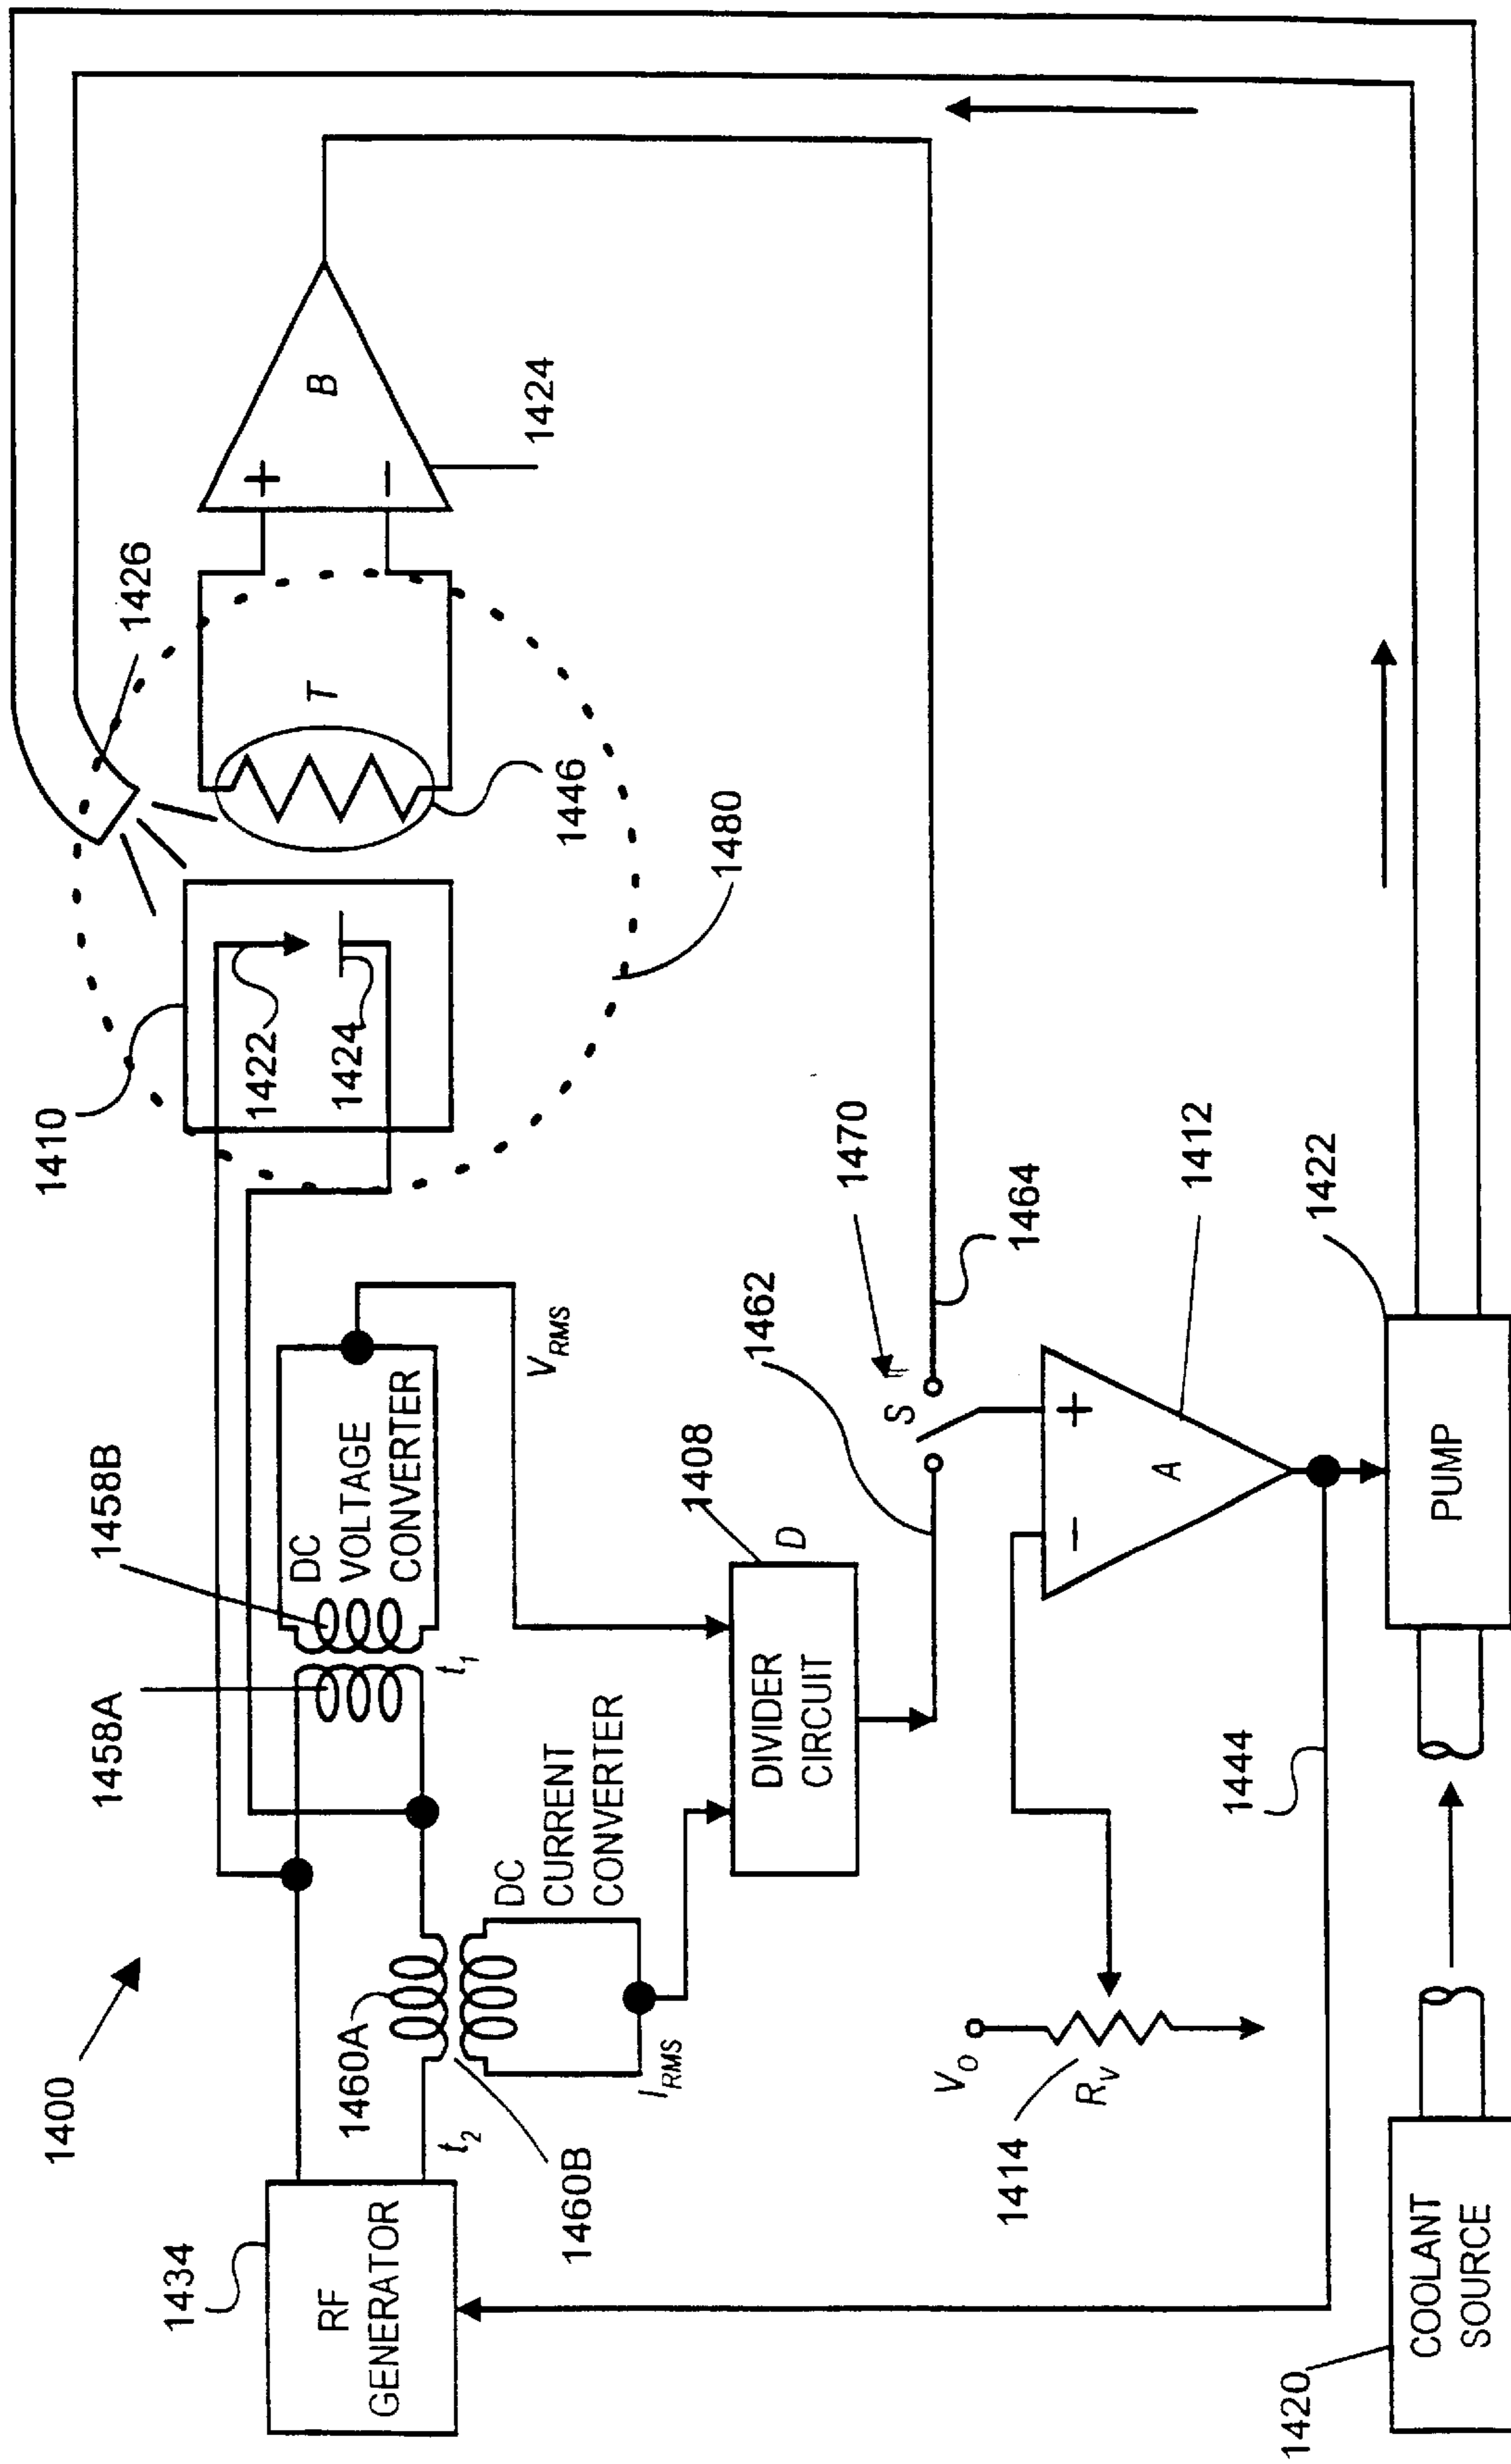 1400
1434
RF
GENERATOR
t2
1460A
1460B
IRMS
DC
CURRENT
CONVERTER
1458A
1458B
t1
DC
VOLTAGE
CONVERTER
VRMS
1410
1422
1424
1426
T
1446
1480
+
−
B
1424
DIVIDER
CIRCUIT
D
1408
1462
S
1470
1464
VO
RV
1414
−
+
A
1412
1444
1420
COOLANT
SOURCE
PUMP
1422